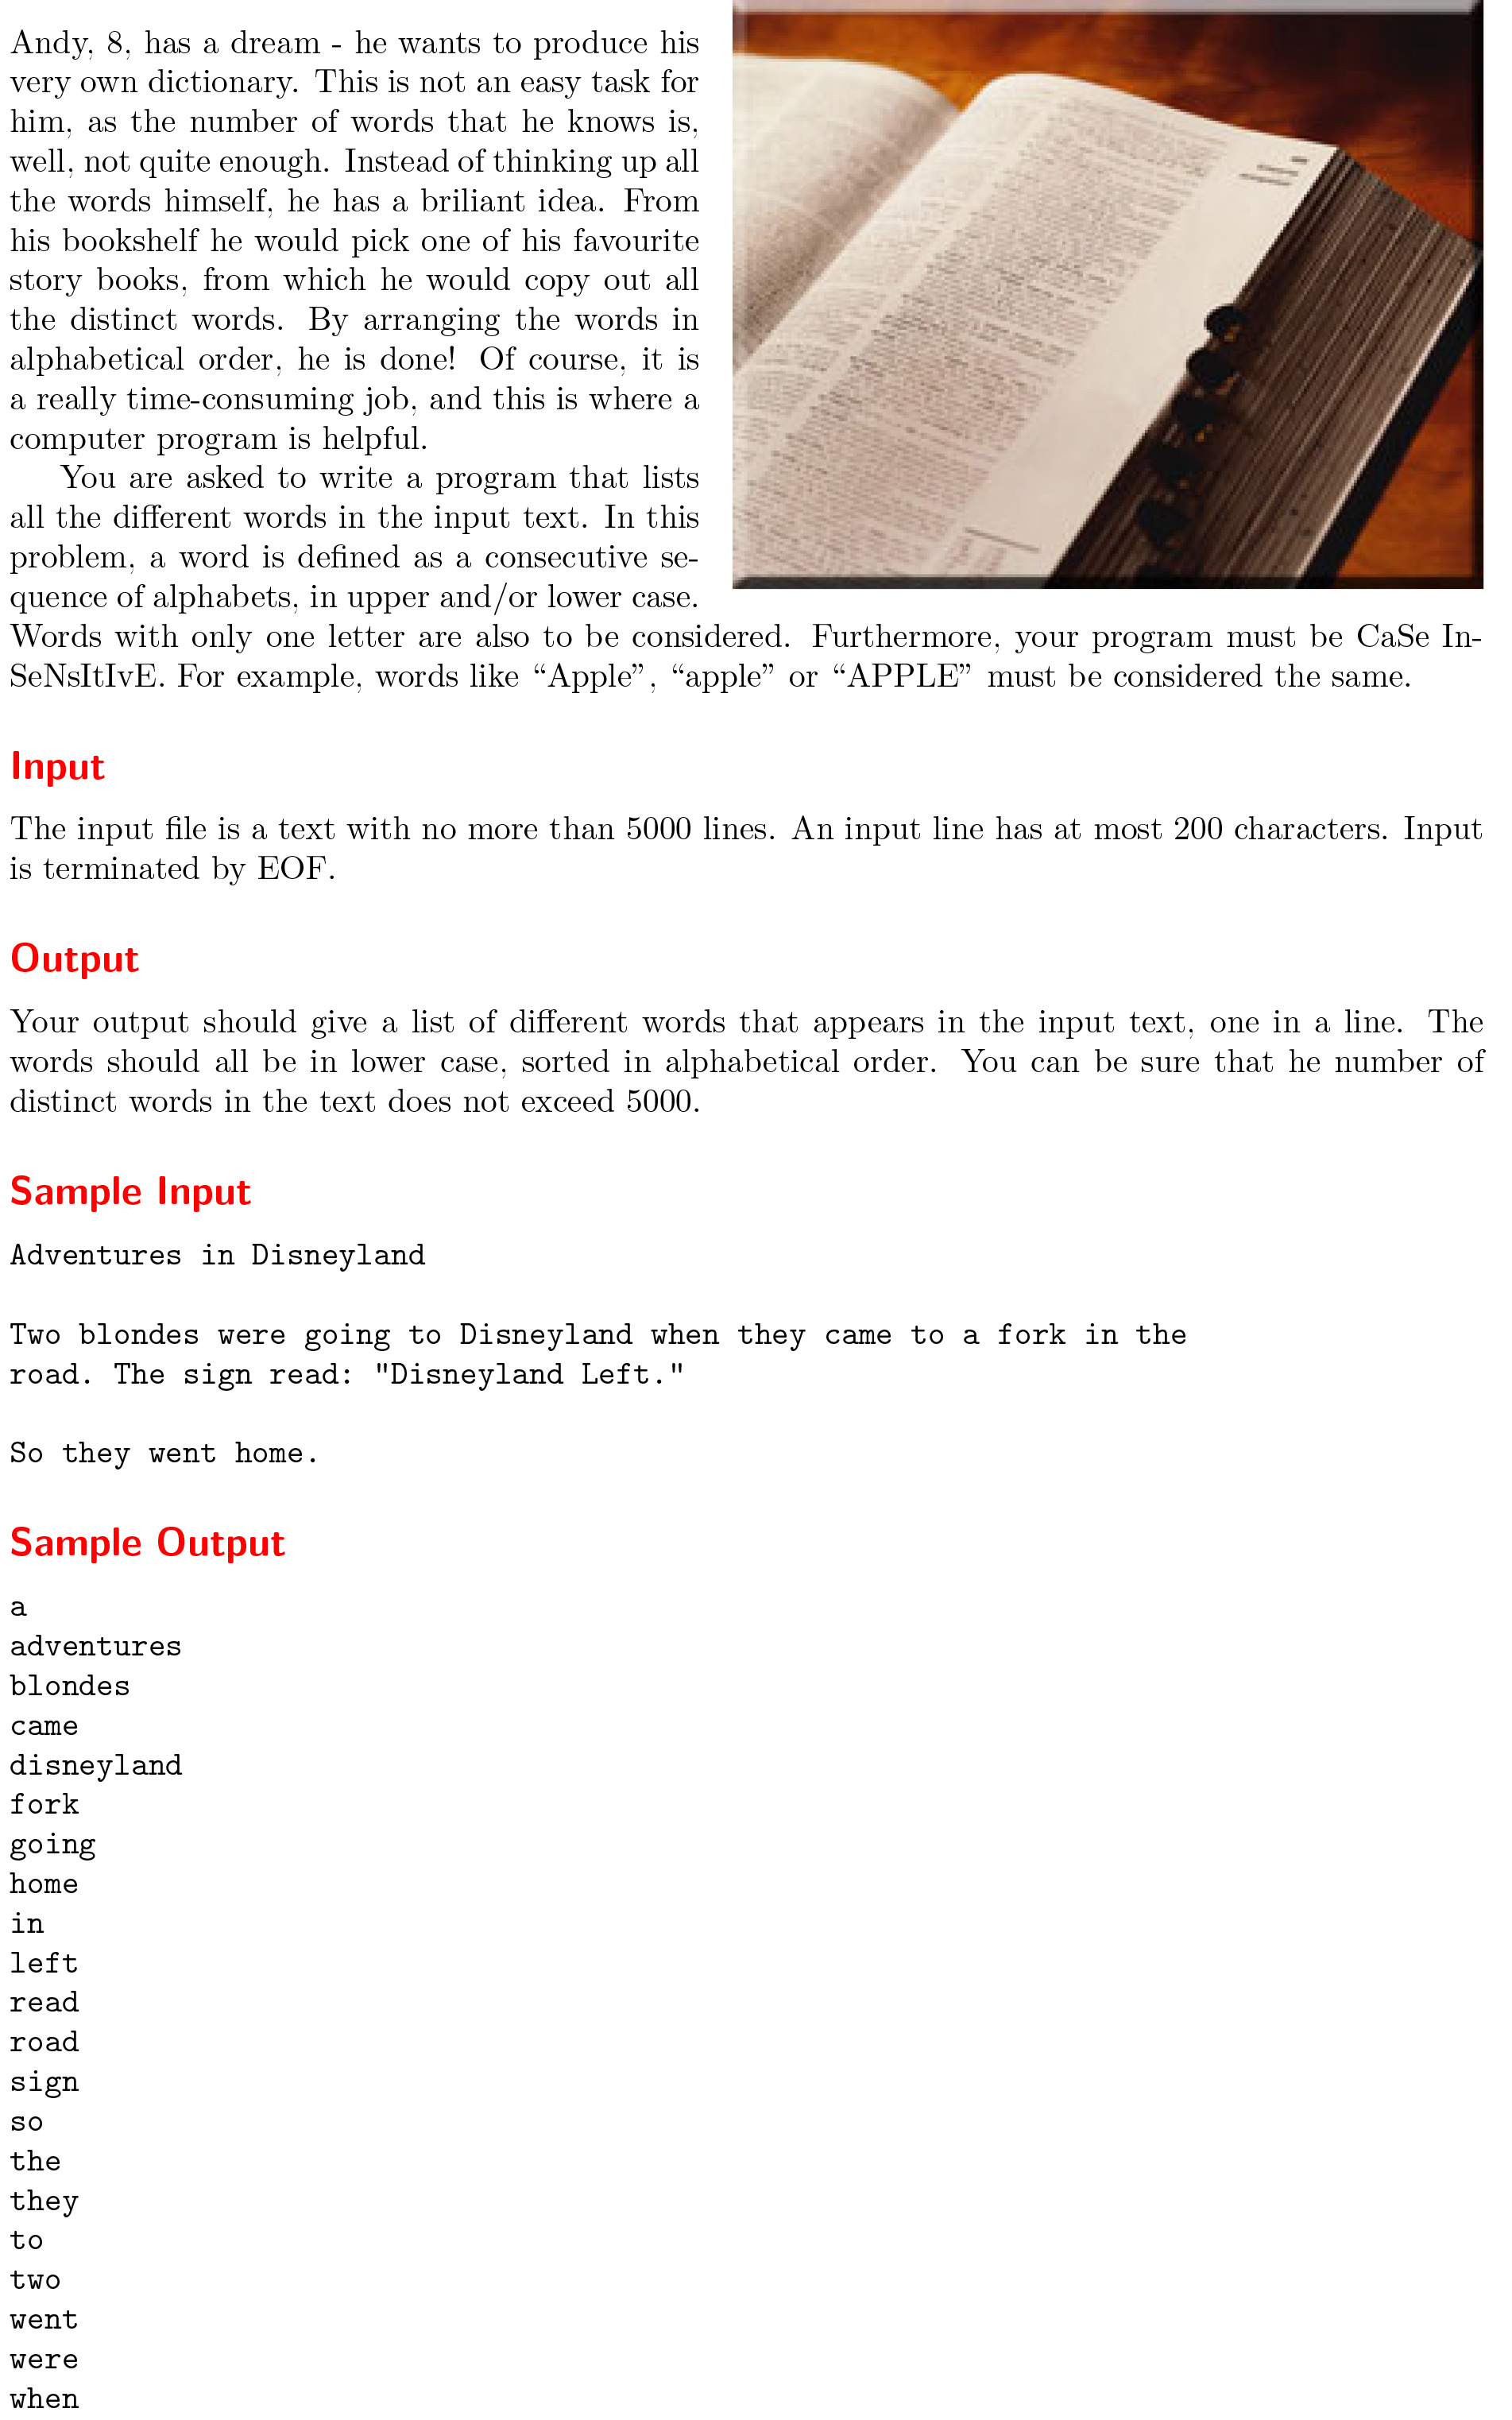 Andy, 8, has a dream - he wants to produce his
very own dictionary. This is not an easy task for
him, as the number of words that he knows is,
well, not quite enough. Instead of thinking up all
the words himself, he has a briliant idea. From
his bookshelf he would pick one of his favourite
story books, from which he would copy out all
the distinct words. By arranging the words in
alphabetical order, he is done! Of course, it is
a really time-consuming job, and this is where a
computer program is helpful.
You are asked to write a program that lists
all the different words in the input text. In this
problem, a word is defined as a consecutive se-
quence of alphabets, in upper and/or lower case.
Words with only one letter are also to be considered. Furthermore, your program must be CaSe In-
SeNsItIvE. For example, words like “Apple”, “apple” or “APPLE” must be considered the same.
Input
The input file is a text with no more than 5000 lines. An input line has at most 200 characters. Input
is terminated by EOF.
Output
Your output should give a list of different words that appears in the input text, one in a line. The
words should all be in lower case, sorted in alphabetical order. You can be sure that he number of
distinct words in the text does not exceed 5000.
Sample Input
Adventures in Disneyland
Two blondes were going to Disneyland when they came to a fork in the
road. The sign read: "Disneyland Left."
So they went home.
Sample Output
a
adventures
blondes
came
disneyland
fork
going
home
in
left
read
road
sign
so
the
they
to
two
went
were
when